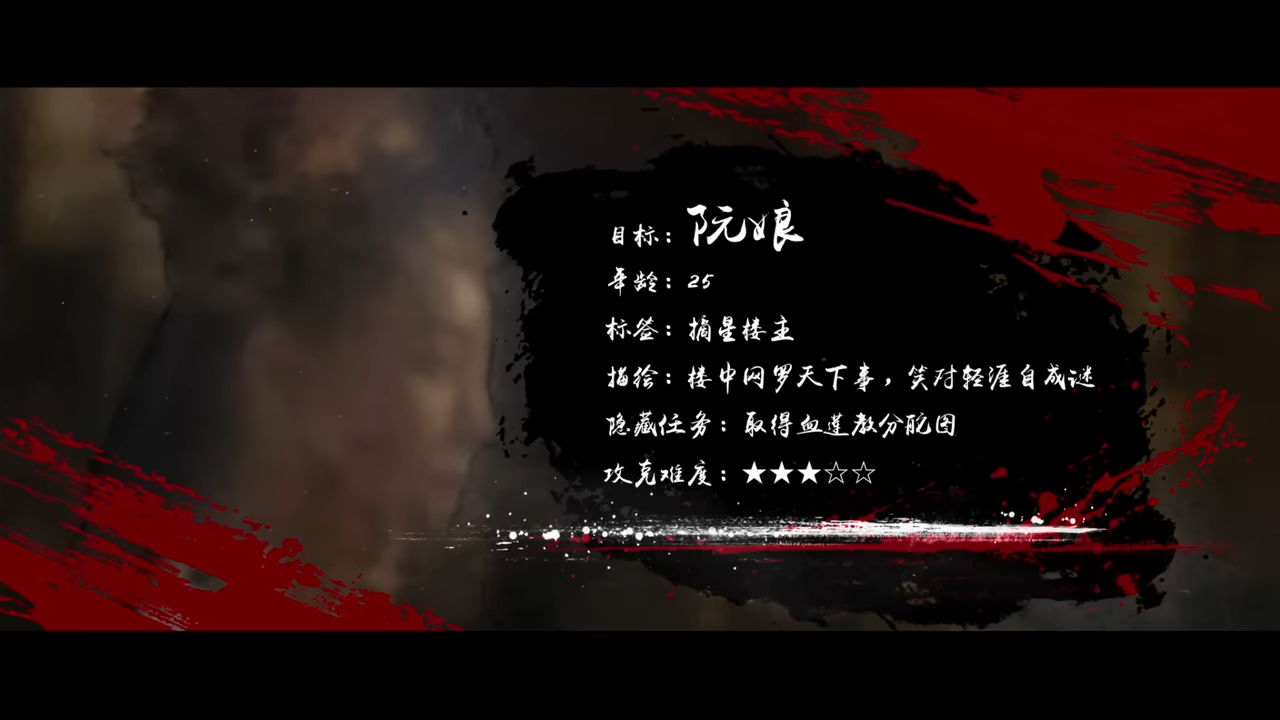 目标：阮娘
年龄：25
标签：摘星楼主
描绘：楼中网罗天下事，笑对轻涯自成谜
隐藏任务：取得血莲教分舵图
攻克难度：★★★☆☆